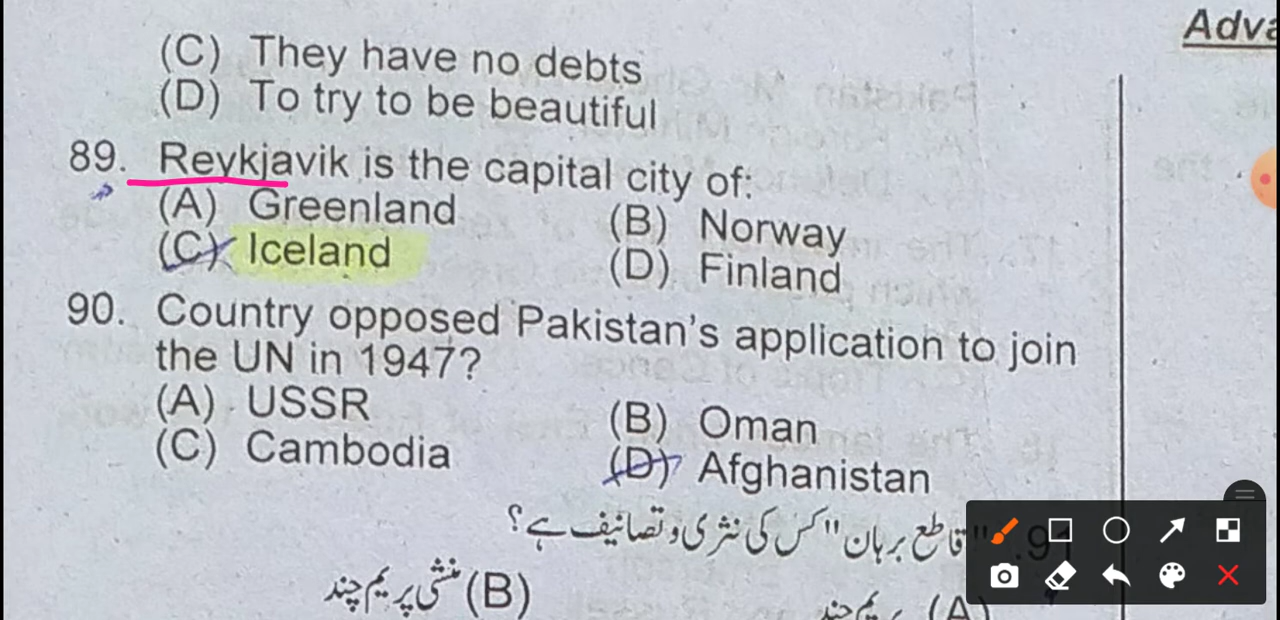 Adva
(C) They have no debts
(D) To try to be beautiful
89. Reykjavik is the capital city of:
(A) Greenland (B) Norway
(C) Iceland (D) Finland
90. Country opposed Pakistan's application to join
the UN in 1947?
(A) USSR (B) Oman
(C) Cambodia (D) Afghanistan
"قاطع برہان" کس کی نثری و تصانیف ہے؟
(B) منشی پریم چند
(A)